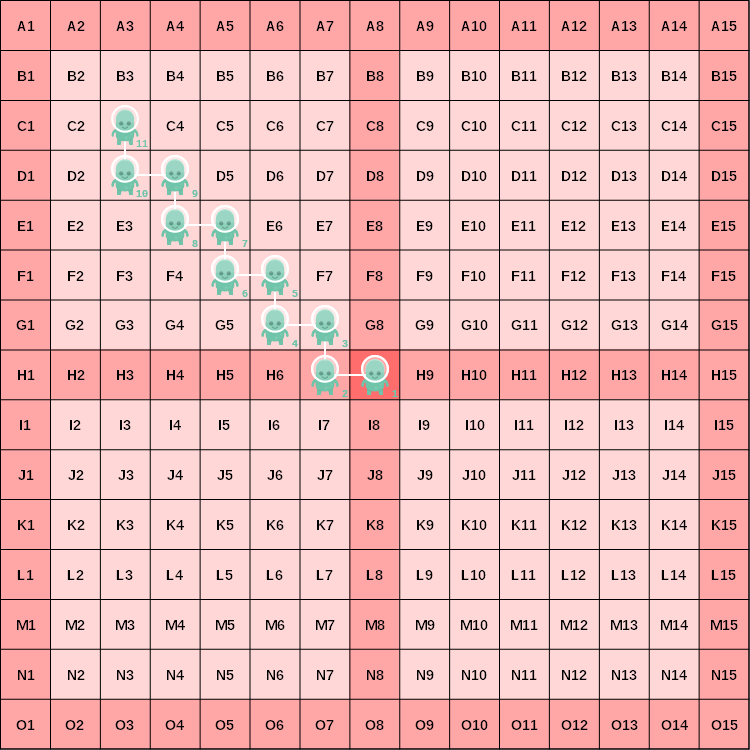 A1 A2 A3 A4 A5 A6 A7 A8 A9 A10 A11 A12 A13 A14 A15
B1 B2 B3 B4 B5 B6 B7 B8 B9 B10 B11 B12 B13 B14 B15
C1 C2 11 C4 C5 C6 C7 C8 C9 C10 C11 C12 C13 C14 C15
D1 D2 10 9 D5 D6 D7 D8 D9 D10 D11 D12 D13 D14 D15
E1 E2 E3 8 7 E6 E7 E8 E9 E10 E11 E12 E13 E14 E15
F1 F2 F3 F4 6 5 F7 F8 F9 F10 F11 F12 F13 F14 F15
G1 G2 G3 G4 G5 4 3 G8 G9 G10 G11 G12 G13 G14 G15
H1 H2 H3 H4 H5 H6 2 1 H9 H10 H11 H12 H13 H14 H15
I1 I2 I3 I4 I5 I6 I7 I8 I9 I10 I11 I12 I13 I14 I15
J1 J2 J3 J4 J5 J6 J7 J8 J9 J10 J11 J12 J13 J14 J15
K1 K2 K3 K4 K5 K6 K7 K8 K9 K10 K11 K12 K13 K14 K15
L1 L2 L3 L4 L5 L6 L7 L8 L9 L10 L11 L12 L13 L14 L15
M1 M2 M3 M4 M5 M6 M7 M8 M9 M10 M11 M12 M13 M14 M15
N1 N2 N3 N4 N5 N6 N7 N8 N9 N10 N11 N12 N13 N14 N15
O1 O2 O3 O4 O5 O6 O7 O8 O9 O10 O11 O12 O13 O14 O15